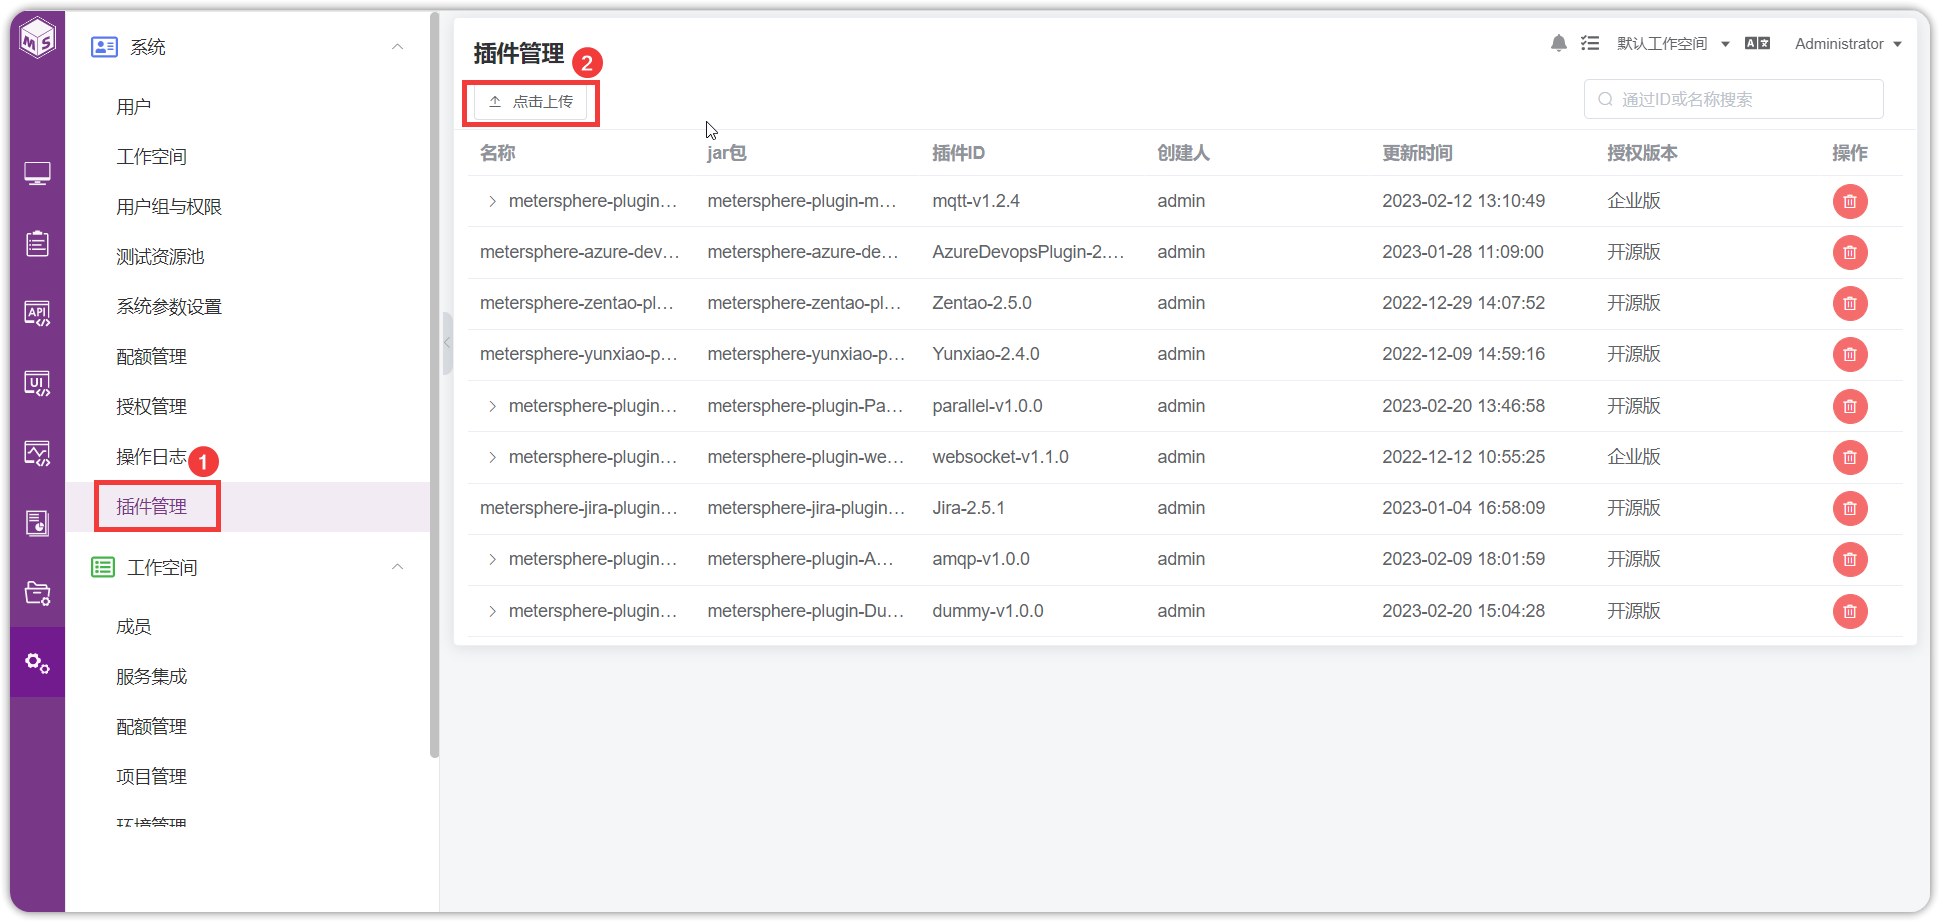 MS
系统
用户
工作空间
用户组与权限
测试资源池
系统参数设置
配额管理
授权管理
操作日志
1
插件管理
工作空间
成员
服务集成
配额管理
项目管理
环境管理
API
UI
插件管理
2
默认工作空间
Administrator
点击上传
通过ID或名称搜索
名称 jar包 插件ID 创建人 更新时间 授权版本 操作
metersphere-plugin... metersphere-plugin-m... mqtt-v1.2.4 admin 2023-02-12 13:10:49 企业版
metersphere-azure-dev... metersphere-azure-de... AzureDevopsPlugin-2.... admin 2023-01-28 11:09:00 开源版
metersphere-zentao-pl... metersphere-zentao-pl... Zentao-2.5.0 admin 2022-12-29 14:07:52 开源版
metersphere-yunxiao-p... metersphere-yunxiao-p... Yunxiao-2.4.0 admin 2022-12-09 14:59:16 开源版
metersphere-plugin... metersphere-plugin-Pa... parallel-v1.0.0 admin 2023-02-20 13:46:58 开源版
metersphere-plugin... metersphere-plugin-we... websocket-v1.1.0 admin 2022-12-12 10:55:25 企业版
metersphere-jira-plugin... metersphere-jira-plugin... Jira-2.5.1 admin 2023-01-04 16:58:09 开源版
metersphere-plugin... metersphere-plugin-A... amqp-v1.0.0 admin 2023-02-09 18:01:59 开源版
metersphere-plugin... metersphere-plugin-Du... dummy-v1.0.0 admin 2023-02-20 15:04:28 开源版